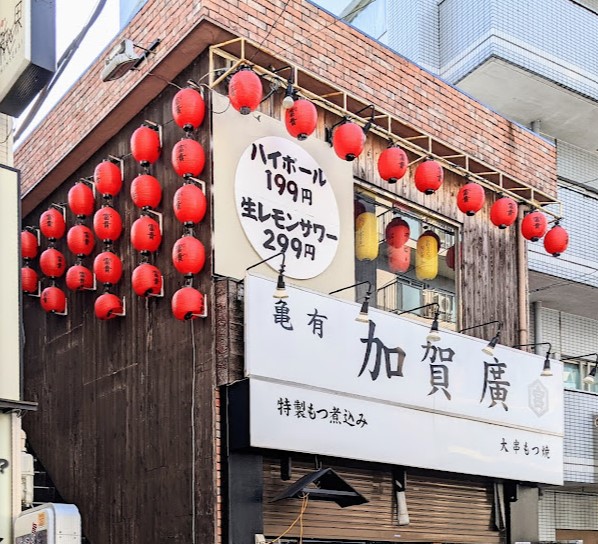 ハイボール
199円
生レモンサワー
299円
亀有
加賀廣
特製もつ煮込み
大串もつ焼